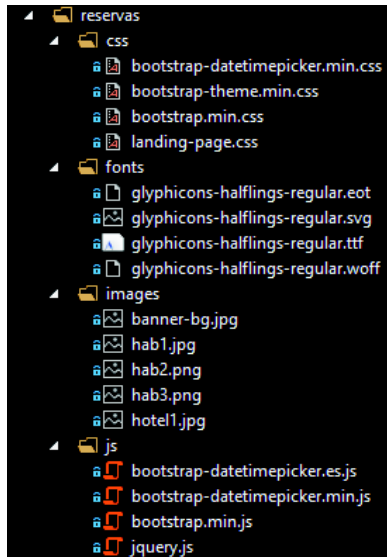 reservas
css
bootstrap-datetimepicker.min.css
bootstrap-theme.min.css
bootstrap.min.css
landing-page.css
fonts
glyphicons-halflings-regular.eot
glyphicons-halflings-regular.svg
glyphicons-halflings-regular.ttf
glyphicons-halflings-regular.woff
images
banner-bg.jpg
hab1.jpg
hab2.png
hab3.png
hotel1.jpg
js
bootstrap-datetimepicker.es.js
bootstrap-datetimepicker.min.js
bootstrap.min.js
jquery.js